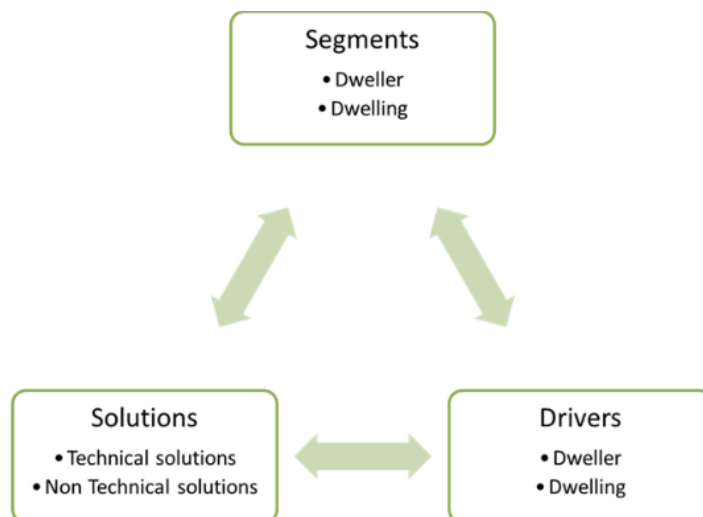 Segments
• Dweller
• Dwelling
Solutions
• Technical solutions
• Non Technical solutions
Drivers
• Dweller
• Dwelling